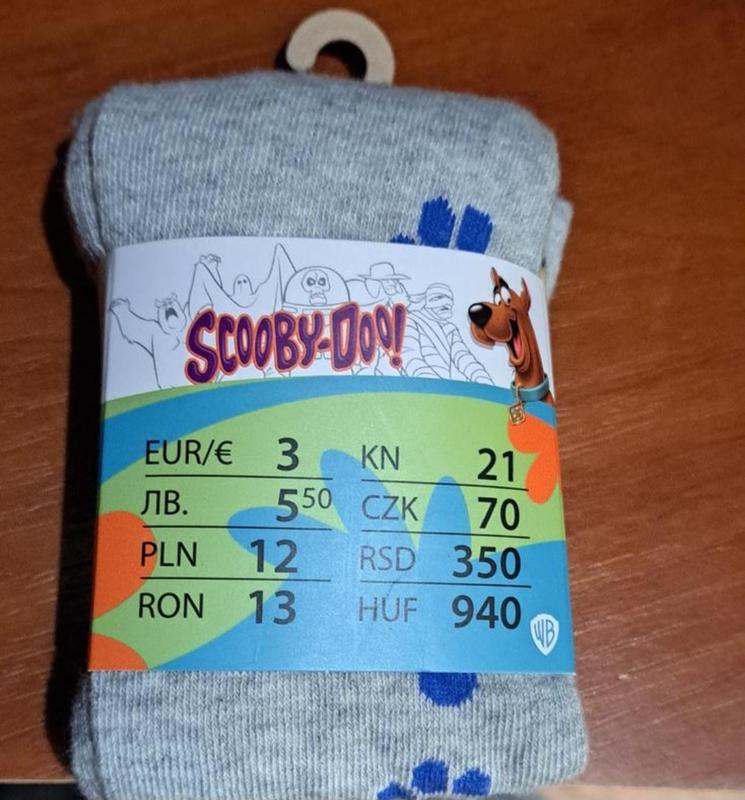 SCOOBY-DOO!
EUR/€ 3 KN 21
ЛВ. 5 50 CZK 70
PLN 12 RSD 350
RON 13 HUF 940
WB